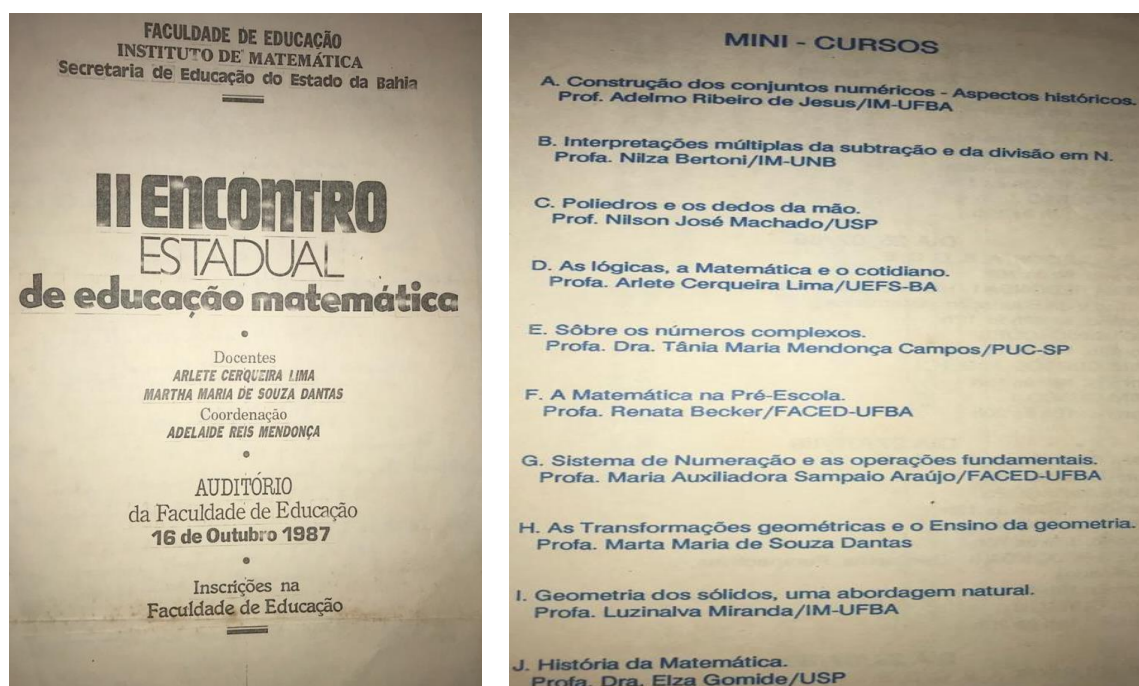 FACULDADE DE EDUCAÇÃO
INSTITUTO DE MATEMÁTICA
Secretaria de Educação do Estado da Bahia
II ENCONTRO
ESTADUAL
de educação matemática
Docentes
ARLETE CERQUEIRA LIMA
MARTHA MARIA DE SOUZA DANTAS
Coordenação
ADELAIDE REIS MENDONÇA
AUDITÓRIO
da Faculdade de Educação
16 de Outubro 1987
Inscrições na
Faculdade de Educação
MINI - CURSOS
A. Construção dos conjuntos numéricos - Aspectos históricos.
Prof. Adelmo Ribeiro de Jesus/IM-UFBA
B. Interpretações múltiplas da subtração e da divisão em N.
Profa. Nilza Bertoni/IM-UNB
C. Poliedros e os dedos da mão.
Prof. Nilson José Machado/USP
D. As lógicas, a Matemática e o cotidiano.
Profa. Arlete Cerqueira Lima/UEFS-BA
E. Sôbre os números complexos.
Profa. Dra. Tânia Maria Mendonça Campos/PUC-SP
F. A Matemática na Pré-Escola.
Profa. Renata Becker/FACED-UFBA
G. Sistema de Numeração e as operações fundamentais.
Profa. Maria Auxiliadora Sampaio Araújo/FACED-UFBA
H. As Transformações geométricas e o Ensino da geometria.
Profa. Marta Maria de Souza Dantas
I. Geometria dos sólidos, uma abordagem natural.
Profa. Luzinalva Miranda/IM-UFBA
J. História da Matemática.
Profa. Dra. Elza Gomide/USP